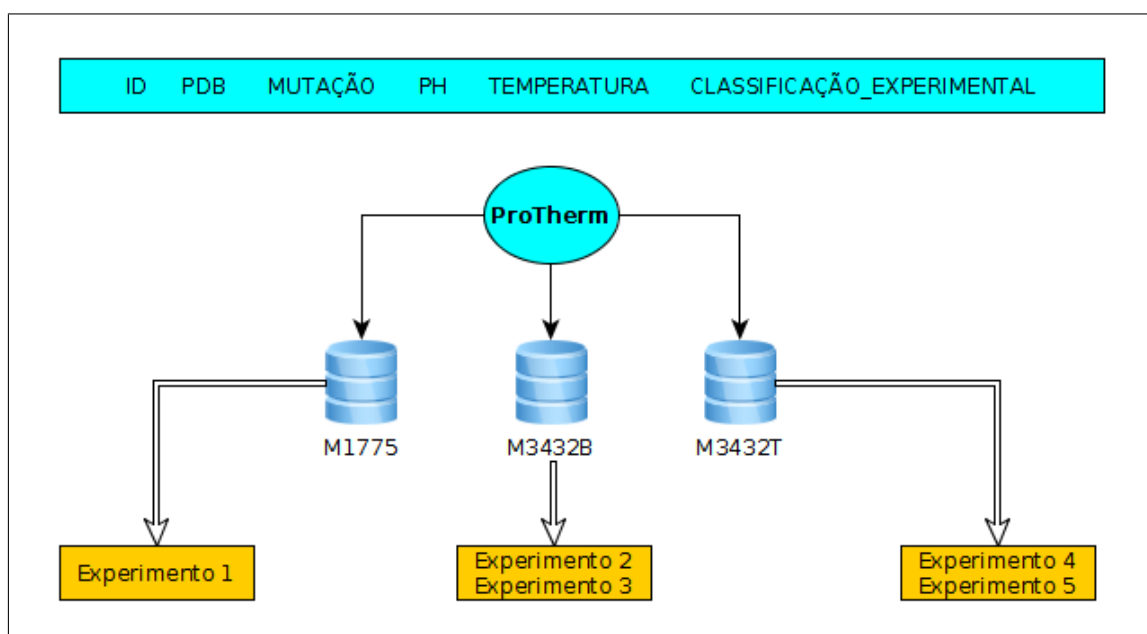 ID PDB MUTAÇÃO PH TEMPERATURA CLASSIFICAÇÃO_EXPERIMENTAL
ProTherm
M1775
M3432B
M3432T
Experimento 1
Experimento 2
Experimento 3
Experimento 4
Experimento 5